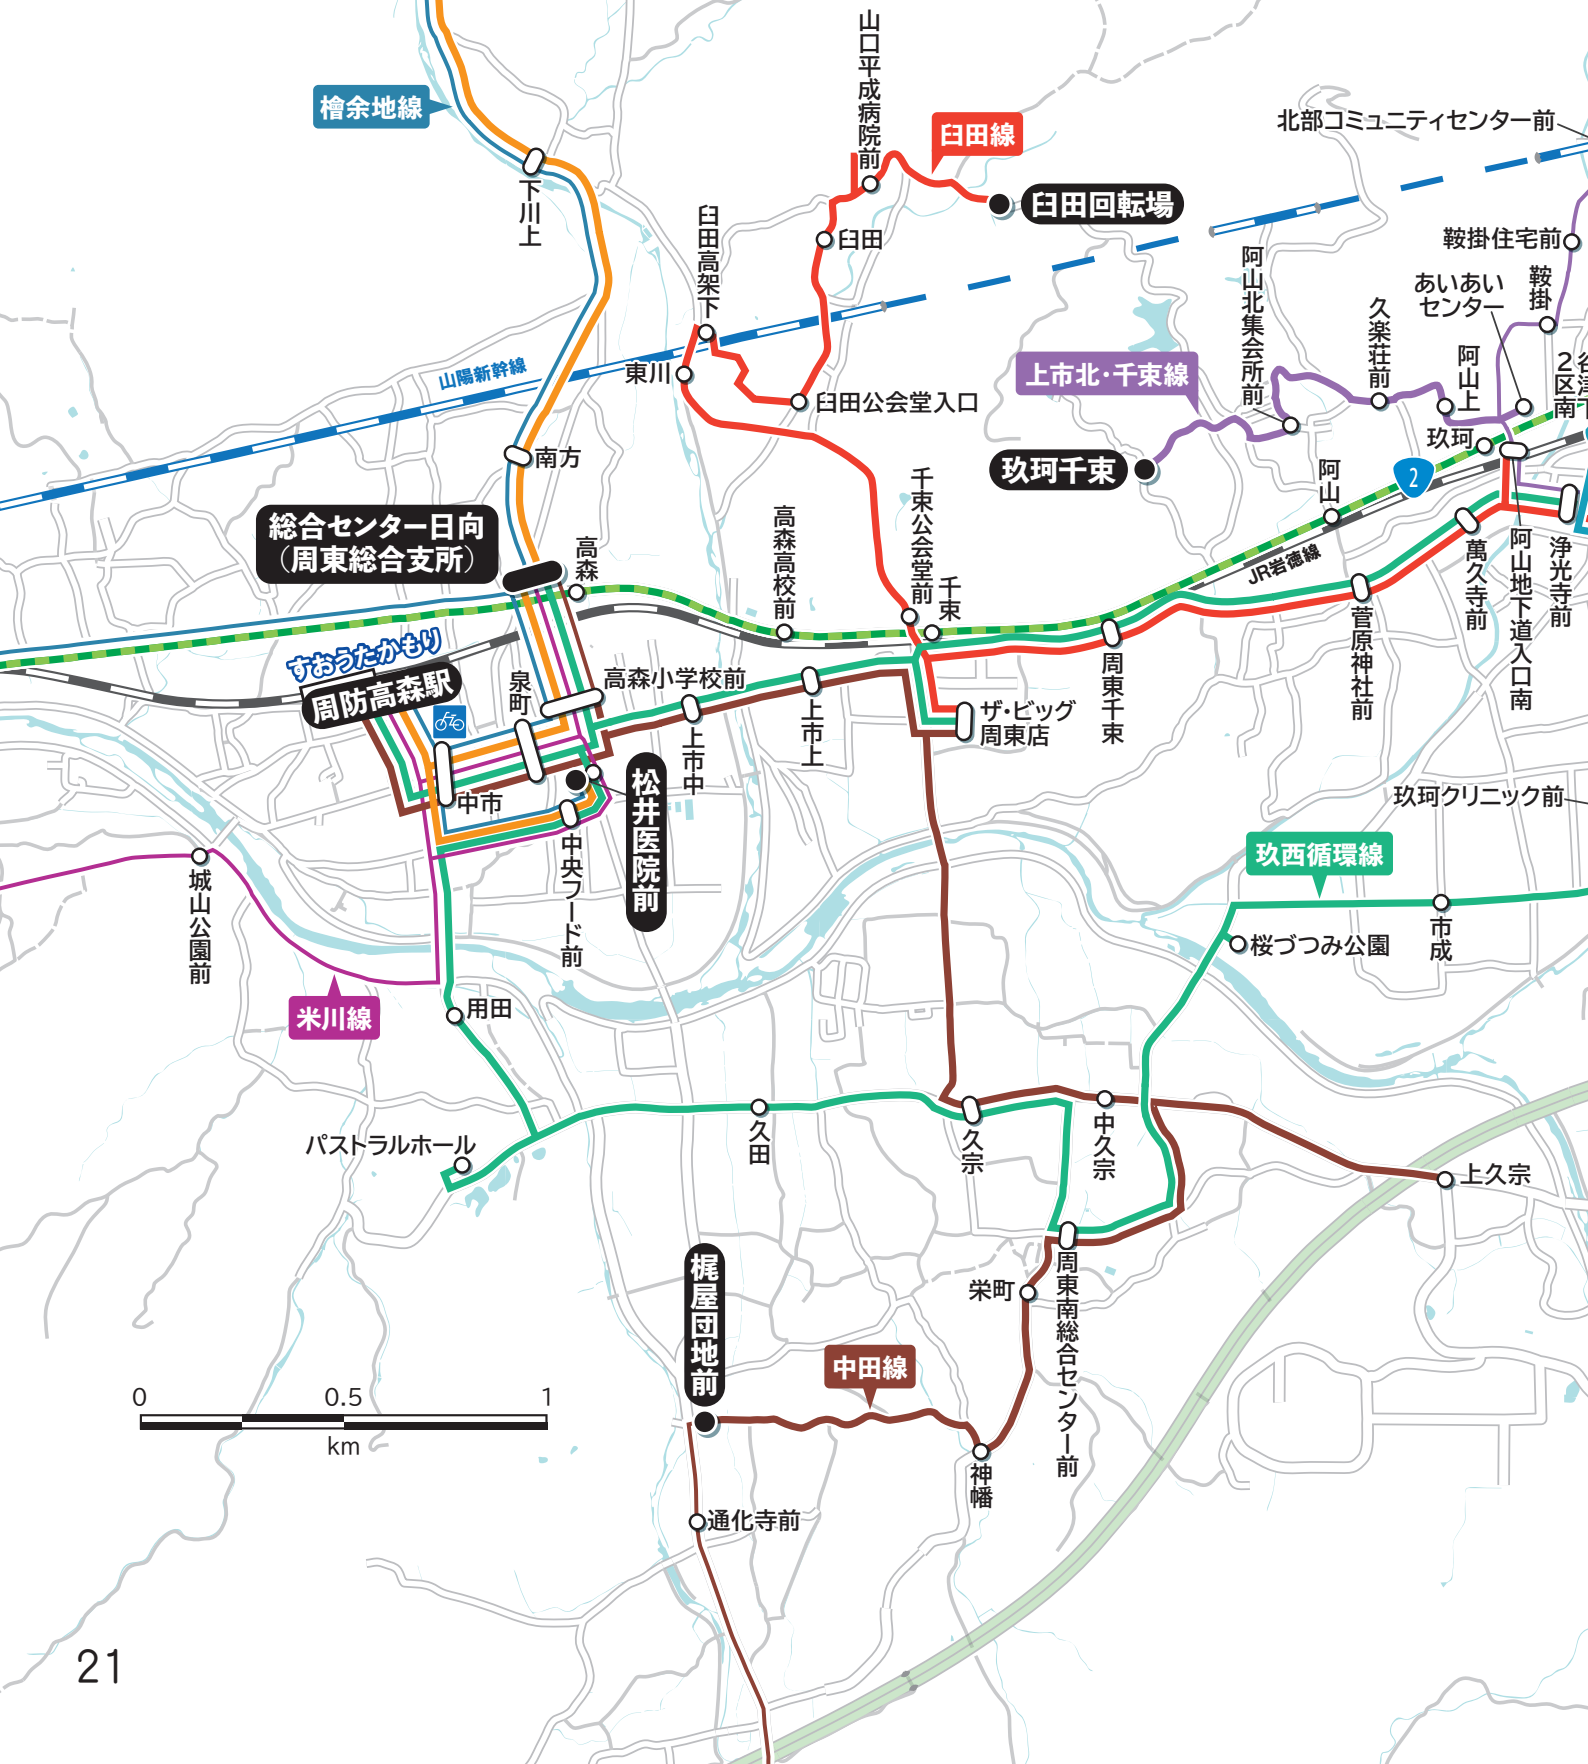 山口平成病院前
檜余地線
臼田線
北部コミュニティセンター前
下川上
臼田高架下
臼田回転場
臼田
鞍掛住宅前
阿山北集会所前
あいあい
センター
鞍掛
久楽荘前
阿山上
山陽新幹線
東川
臼田公会堂入口
上市北・千束線
2区南
玖珂
南方
玖珂千束
阿山
2
千束公会堂前
総合センター日向
(周東総合支所)
高森
高森高校前
千束
JR岩徳線
萬久寺前
阿山地下道入口南
浄光寺前
菅原神社前
すおうたかもり
周防高森駅
泉町
高森小学校前
上市中
上市上
ザ・ビッグ
周東店
周東千束
中市
松井医院前
中央フード前
玖珂クリニック前
玖西循環線
城山公園前
市成
桜づつみ公園
米川線
用田
パストラルホール
久田
久宗
中久宗
上久宗
周東南総合センター前
栄町
梶屋団地前
中田線
0
0.5
1
km
神幡
通化寺前
21